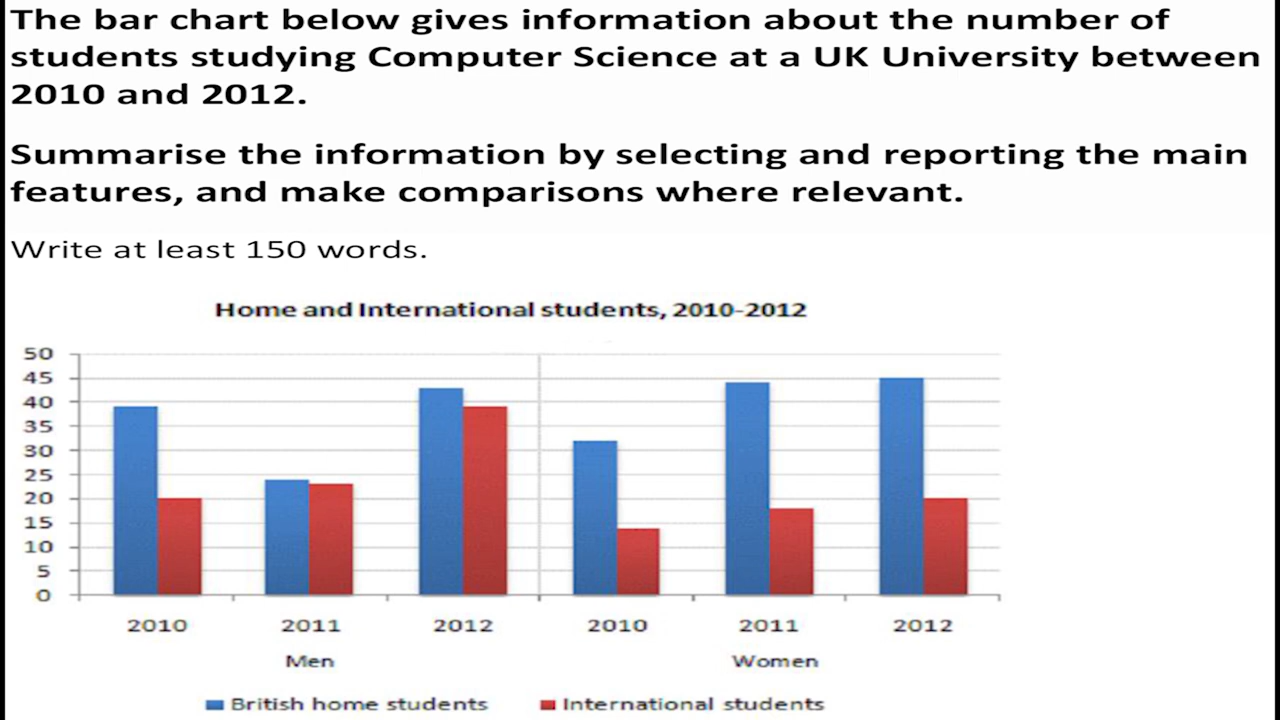 The bar chart below gives information about the number of
students studying Computer Science at a UK University between
2010 and 2012.
Summarise the information by selecting and reporting the main
features, and make comparisons where relevant.
Write at least 150 words.
Home and International students, 2010-2012
50
45
40
35
30
25
20
15
10
5
0
2010 2011 2012 2010 2011 2012
Men Women
British home students International students